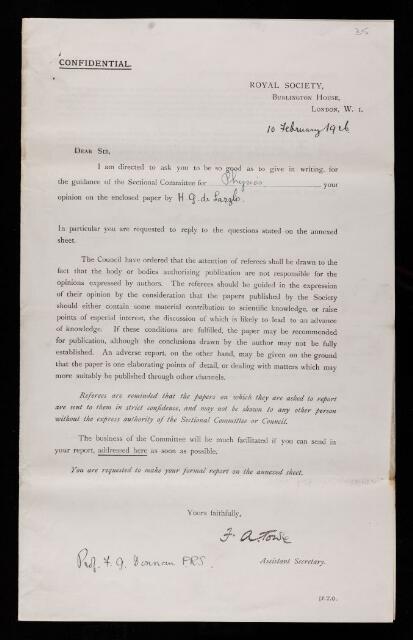 35
CONFIDENTIAL.
ROYAL SOCIETY,
BURLINGTON HOUSE,
LONDON, W. 1.
10 February 1926
DEAR SIR,
I am directed to ask you to be so good as to give in writing, for
the guidance of the Sectional Committee for Physics your
opinion on the enclosed paper by H. G. de Laszlo.
In particular you are requested to reply to the questions stated on the annexed
sheet.
The Council have ordered that the attention of referees shall be drawn to the
fact that the body or bodies authorising publication are not responsible for the
opinions expressed by authors. The referees should be guided in the expression
of their opinion by the consideration that the papers published by the Society
should either contain some material contribution to scientific knowledge, or raise
points of especial interest, the discussion of which is likely to lead to an advance
of knowledge. If these conditions are fulfilled, the paper may be recommended
for publication, although the conclusions drawn by the author may not be fully
established. An adverse report, on the other hand, may be given on the ground
that the paper is one elaborating points of detail, or dealing with matters which may
more suitably be published through other channels.
Referees are reminded that the papers on which they are asked to report
are sent to them in strict confidence, and may not be shown to any other person
without the express authority of the Sectional Committee or Council.
The business of the Committee will be much facilitated if you can send in
your report, addressed here as soon as possible.
You are requested to make your formal report on the annexed sheet.
Yours faithfully,
F. A. Towle
Assistant Secretary.
Prof. F. G. Donnan FRS.
[P.T.O.